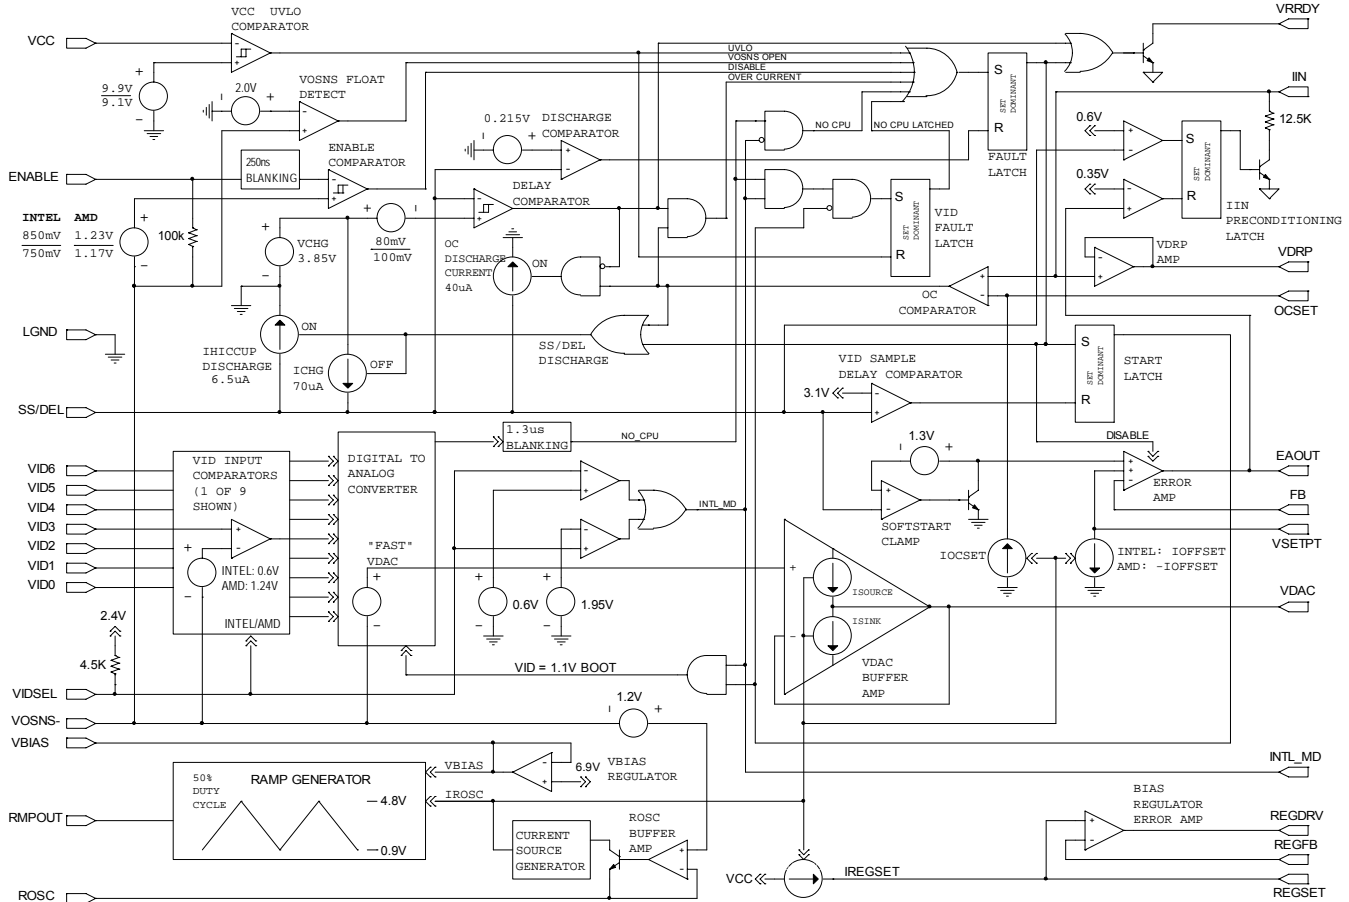 VCC UVLO
COMPARATOR
VCC
9.9V
9.1V
2.0V
VOSNS FLOAT
DETECT
UVLO
VOSNS OPEN
DISABLE
OVER CURRENT
VRRDY
IIN
12.5K
0.6V
0.35V
S
R
SET
DOMINANT
IIN
PRECONDITIONING
LATCH
S
R
SET
DOMINANT
FAULT
LATCH
NO CPU
NO CPU LATCHED
0.215V
DISCHARGE
COMPARATOR
ENABLE
COMPARATOR
250ns
BLANKING
ENABLE
INTEL AMD
850mV 1.23V
750mV 1.17V
100k
VCHG
3.85V
80mV
100mV
DELAY
COMPARATOR
OC
DISCHARGE
CURRENT
40uA
ON
S
R
SET
DOMINANT
VID
FAULT
LATCH
VDRP
AMP
VDRP
OC
COMPARATOR
OCSET
LGND
IHICCUP
DISCHARGE
6.5uA
ON
ICHG
70uA
OFF
SS/DEL
DISCHARGE
VID SAMPLE
DELAY COMPARATOR
3.1V
S
R
SET
DOMINANT
START
LATCH
SS/DEL
1.3us
BLANKING
NO_CPU
1.3V
DISABLE
ERROR
AMP
EAOUT
FB
VSETPT
SOFTSTART
CLAMP
VID6
VID5
VID4
VID3
VID2
VID1
VID0
VID INPUT
COMPARATORS
(1 OF 9
SHOWN)
INTEL: 0.6V
AMD: 1.24V
INTEL/AMD
DIGITAL TO
ANALOG
CONVERTER
"FAST"
VDAC
INTL_MD
0.6V
1.95V
IOCSET
INTEL: IOFFSET
AMD: -IOFFSET
ISOURCE
ISINK
VDAC
BUFFER
AMP
VDAC
2.4V
4.5K
VIDSEL
VID = 1.1V BOOT
VOSNS-
1.2V
VBIAS
VBIAS
6.9V
VBIAS
REGULATOR
INTL_MD
50%
DUTY
CYCLE
RAMP GENERATOR
4.8V
0.9V
IROSC
RMPOUT
CURRENT
SOURCE
GENERATOR
ROSC
BUFFER
AMP
BIAS
REGULATOR
ERROR AMP
REGDRV
REGFB
VCC
IREGSET
REGSET
ROSC